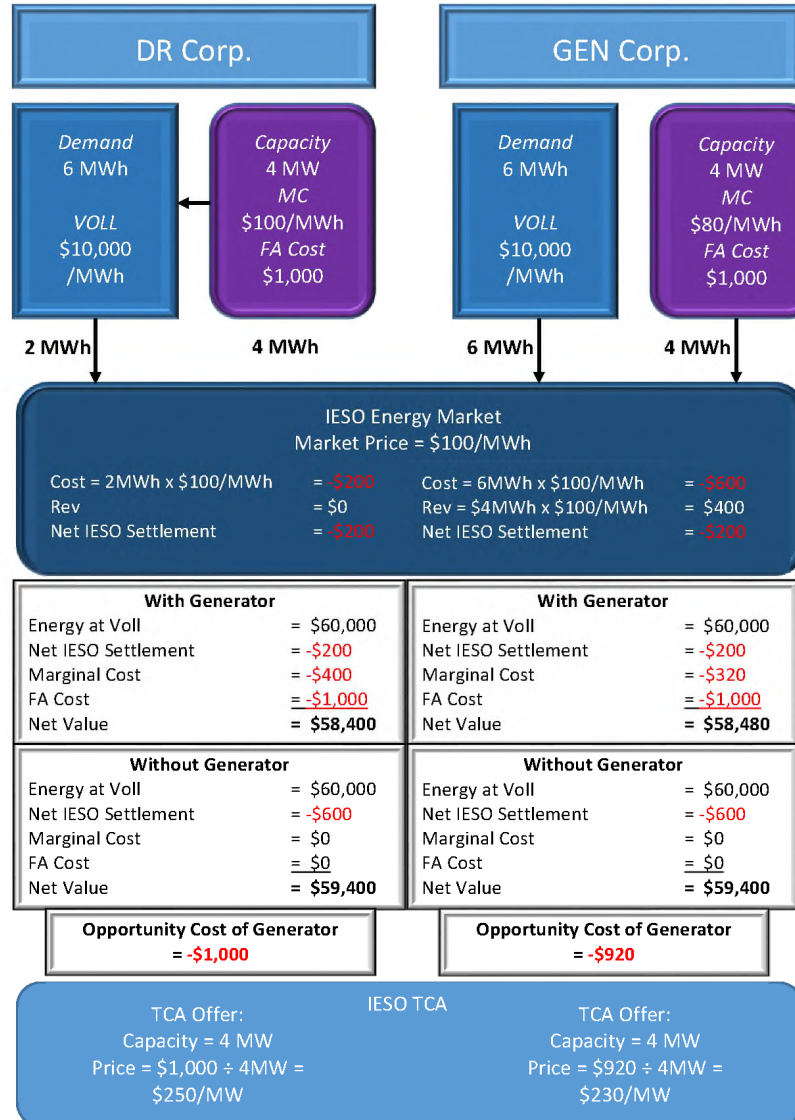 DR Corp.
GEN Corp.
Demand
6 MWh
VOLL
$10,000
/MWh
Capacity
4 MW
MC
$100/MWh
FA Cost
$1,000
Demand
6 MWh
VOLL
$10,000
/MWh
Capacity
4 MW
MC
$80/MWh
FA Cost
$1,000
2 MWh
4 MWh
6 MWh
4 MWh
IESO Energy Market
Market Price = $100/MWh
Cost = 2MWh x $100/MWh = -$200
Rev = $0
Net IESO Settlement = -$200
Cost = 6MWh x $100/MWh = -$600
Rev = $4MWh x $100/MWh = $400
Net IESO Settlement = -$200
With Generator
Energy at Voll = $60,000
Net IESO Settlement = -$200
Marginal Cost = -$400
FA Cost = -$1,000
Net Value = $58,400
With Generator
Energy at Voll = $60,000
Net IESO Settlement = -$200
Marginal Cost = -$320
FA Cost = -$1,000
Net Value = $58,480
Without Generator
Energy at Voll = $60,000
Net IESO Settlement = -$600
Marginal Cost = $0
FA Cost = $0
Net Value = $59,400
Without Generator
Energy at Voll = $60,000
Net IESO Settlement = -$600
Marginal Cost = $0
FA Cost = $0
Net Value = $59,400
Opportunity Cost of Generator
= -$1,000
Opportunity Cost of Generator
= -$920
IESO TCA
TCA Offer:
Capacity = 4 MW
Price = $1,000 ÷ 4MW =
$250/MW
TCA Offer:
Capacity = 4 MW
Price = $920 ÷ 4MW =
$230/MW